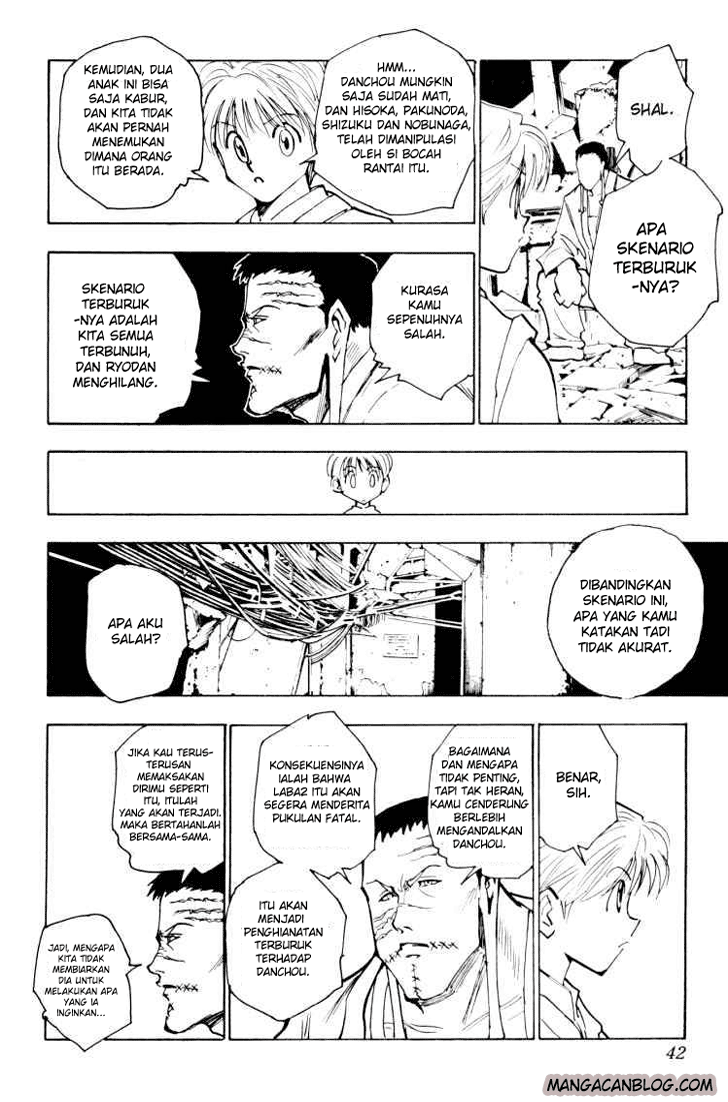 SHAL.
APA
SKENARIO
TERBURUK
-NYA?
HMM...
DANCHOU MUNGKIN
SAJA SUDAH MATI,
DAN HISOKA, PAKUNODA,
SHIZUKU DAN NOBUNAGA,
TELAH DIMANIPULASI
OLEH SI BOCAH
RANTAI ITU.
KEMUDIAN, DUA
ANAK INI BISA
SAJA KABUR,
DAN KITA TIDAK
AKAN PERNAH
MENEMUKAN
DIMANA ORANG
ITU BERADA.
KURASA
KAMU
SEPENUHNYA
SALAH.
SKENARIO
TERBURUK
-NYA ADALAH
KITA SEMUA
TERBUNUH,
DAN RYODAN
MENGHILANG.
DIBANDINGKAN
SKENARIO INI,
APA YANG KAMU
KATAKAN TADI
TIDAK AKURAT.
APA AKU
SALAH?
BENAR,
SIH.
BAGAIMANA
DAN MENGAPA
TIDAK PENTING,
TAPI TAK HERAN,
KAMU CENDERUNG
BERLEBIH
MENGANDALKAN
DANCHOU.
KONSEKUENSINYA
IALAH BAHWA
LABA2 ITU AKAN
SEGERA MENDERITA
PUKULAN FATAL.
ITU AKAN
MENJADI
PENGHIANATAN
TERBURUK
TERHADAP
DANCHOU.
JIKA KAU TERUS-
TERUSAN
MEMAKSAKAN
DIRIMU SEPERTI
ITU, ITULAH
YANG AKAN TERJADI.
MAKA BERTAHANLAH
BERSAMA-SAMA.
JADI, MENGAPA
KITA TIDAK
MEMBIARKAN
DIA UNTUK
MELAKUKAN APA
YANG IA
INGINKAN...
42
MANGACANBLOG.COM